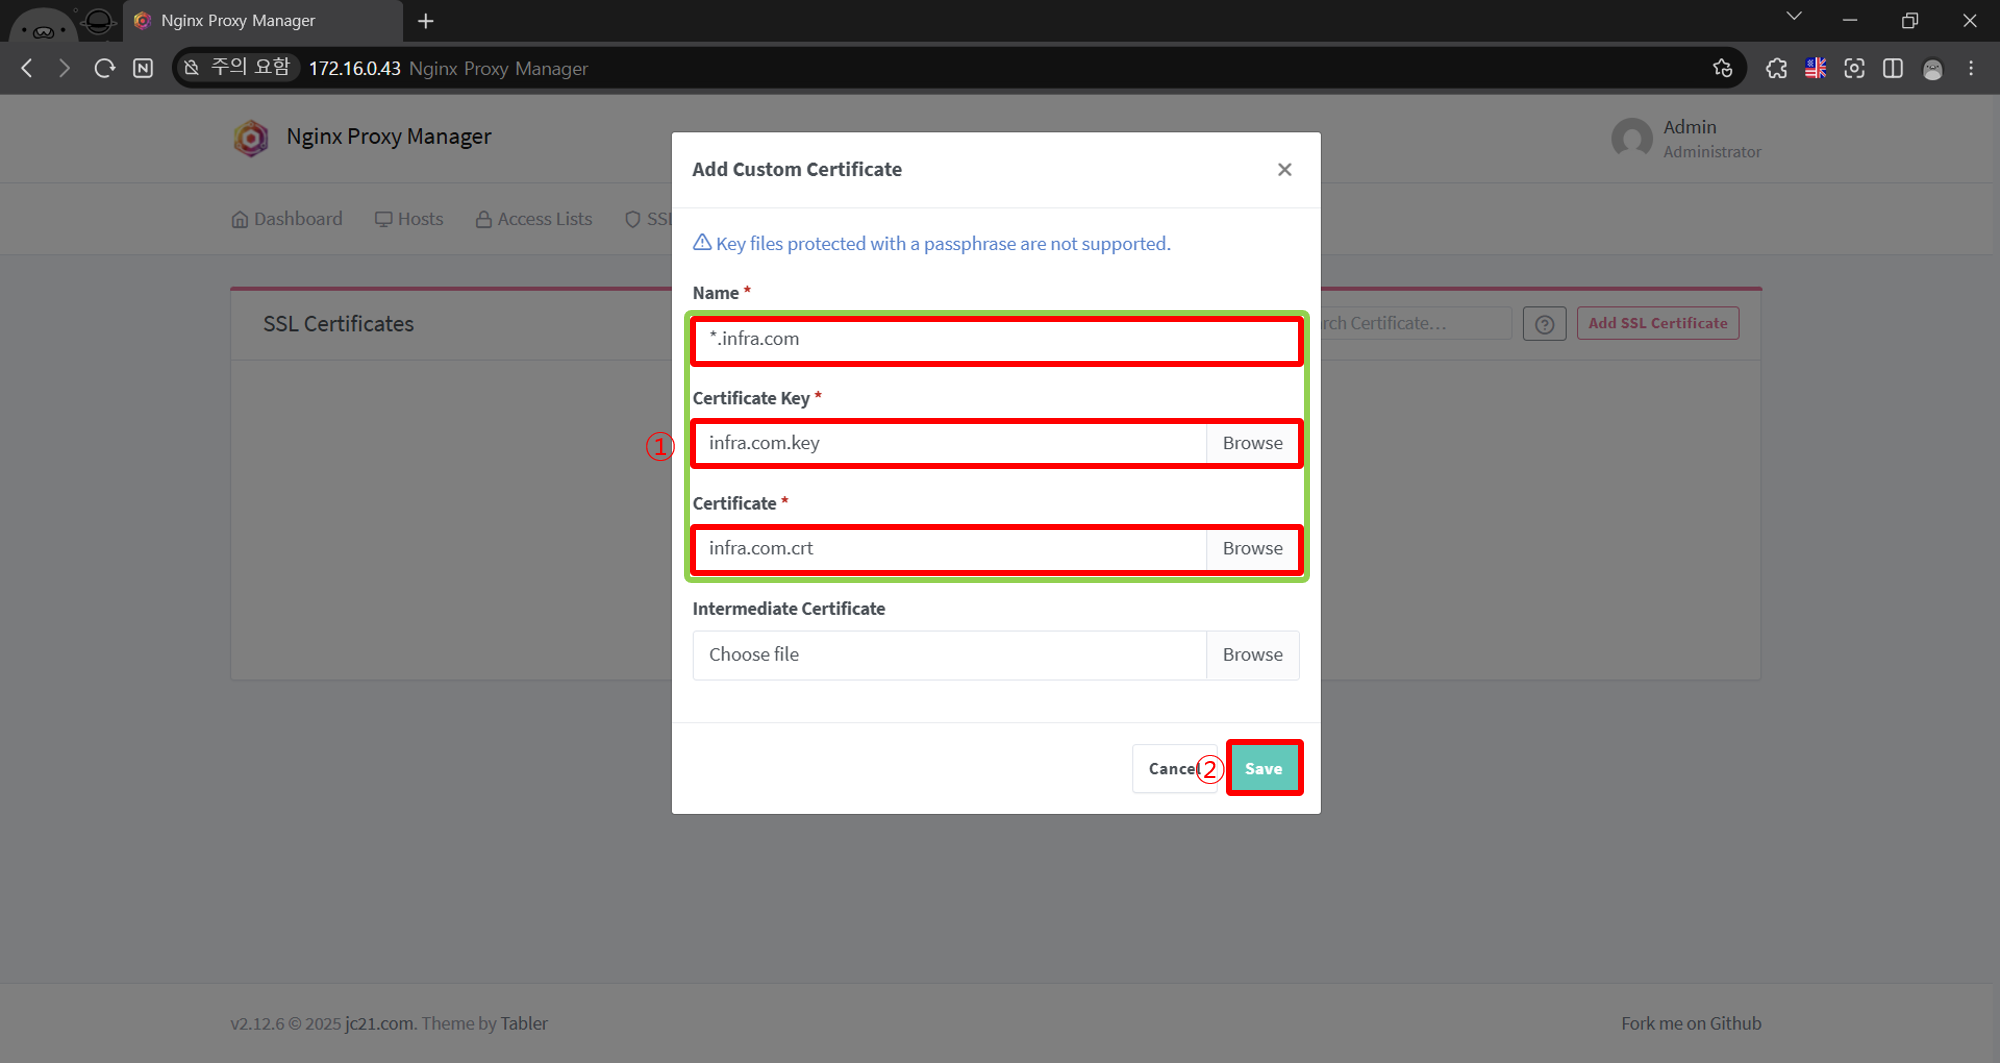 Nginx Proxy Manager
주의 요함 172.16.0.43 Nginx Proxy Manager
Nginx Proxy Manager
Admin
Administrator
Dashboard Hosts Access Lists SSL
SSL Certificates
rch Certificate...
Add SSL Certificate
Add Custom Certificate
Key files protected with a passphrase are not supported.
Name *
*.infra.com
Certificate Key *
① infra.com.key Browse
Certificate *
infra.com.crt Browse
Intermediate Certificate
Choose file Browse
Cancel ② Save
v2.12.6 © 2025 jc21.com. Theme by Tabler
Fork me on Github